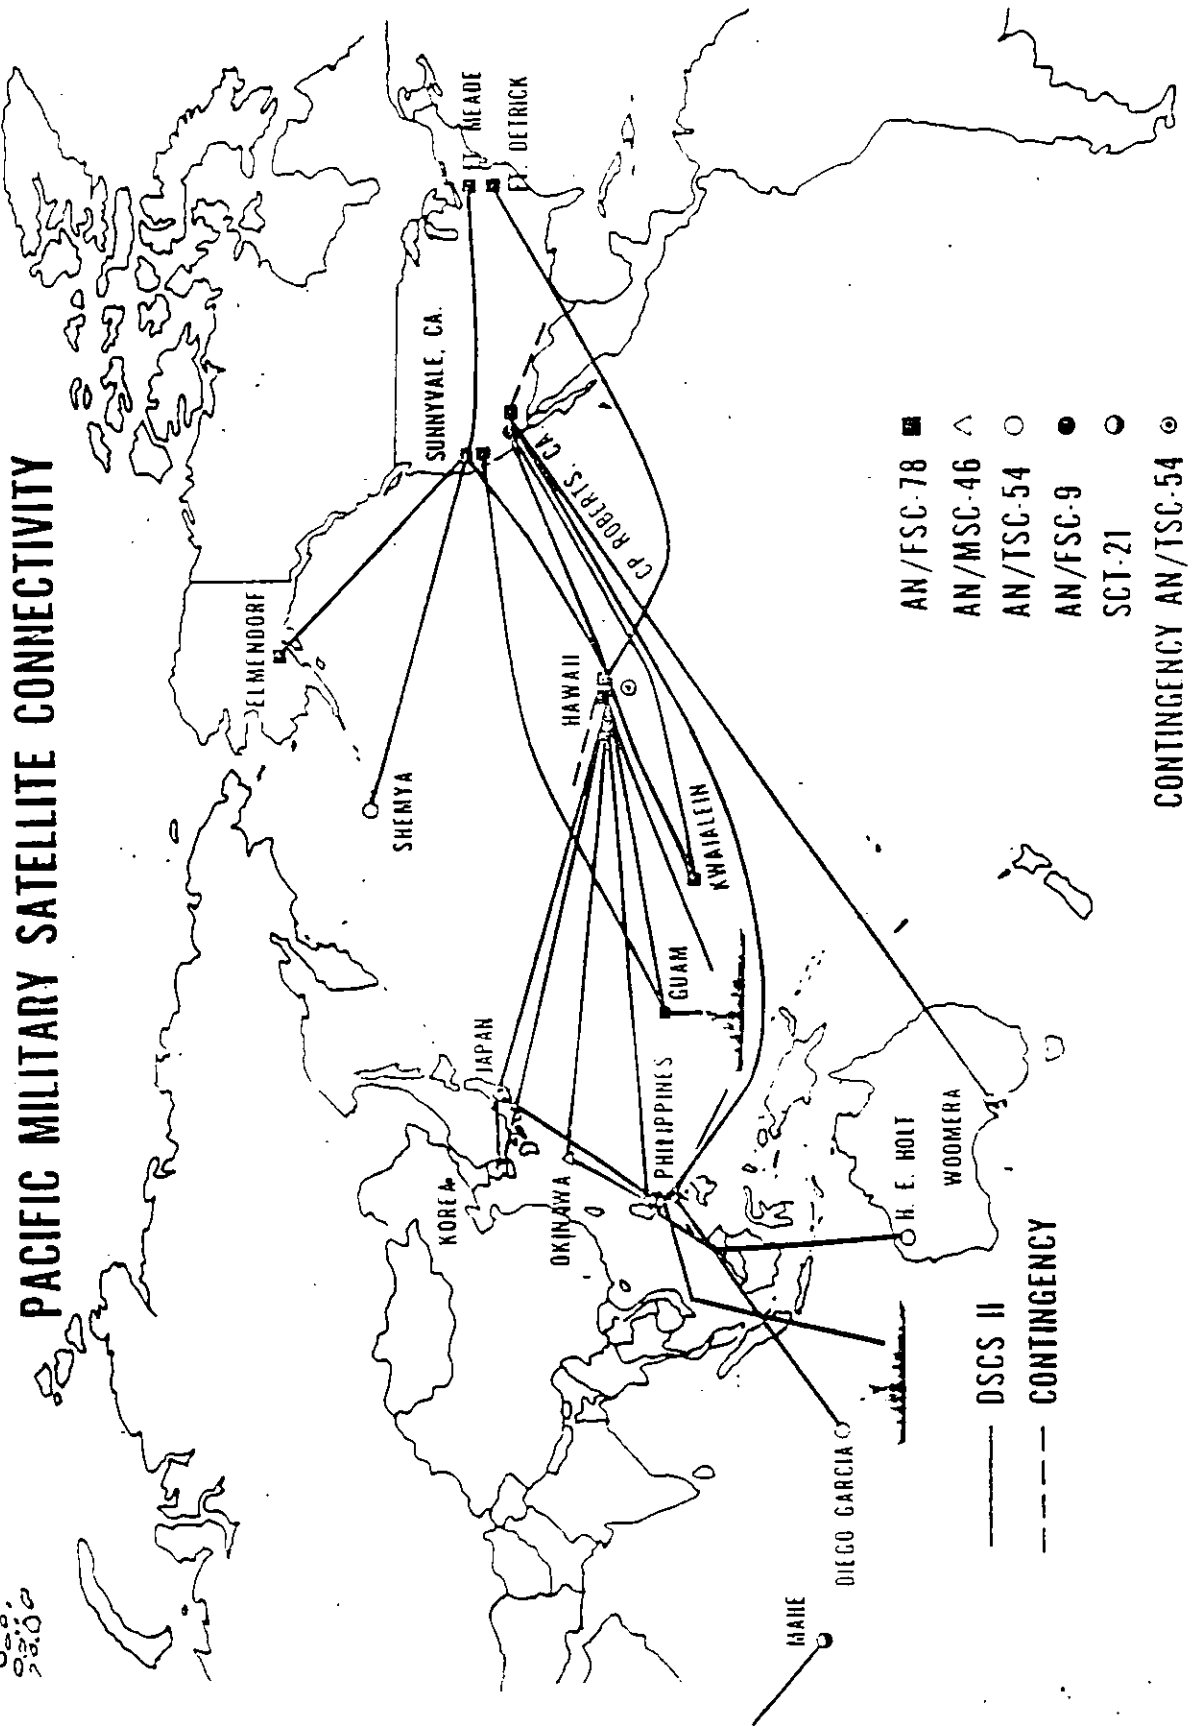 PACIFIC MILITARY SATELLITE CONNECTIVITY
ELMENDORF
SHEMYA
SUNNYVALE, CA.
FT. MEADE
FT. DETRICK
CP ROBERTS, CA
HAWAII
JAPAN
KOREA
OKINAWA
GUAM
KWAJALEIN
PHILIPPINES
H. E. HOLT
WOOMERA
DIEGO GARCIA
MAHE
DSCS II
CONTINGENCY
AN/FSC-78
AN/MSC-46
AN/TSC-54
AN/FSC-9
SCT-21
CONTINGENCY AN/TSC-54